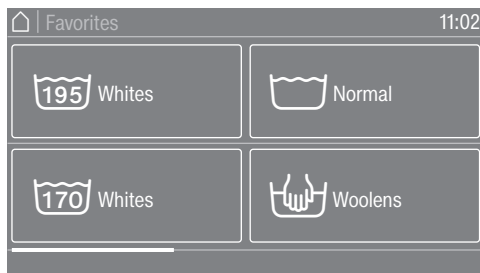 Favorites 11:02
195 Whites
Normal
170 Whites
Woolens